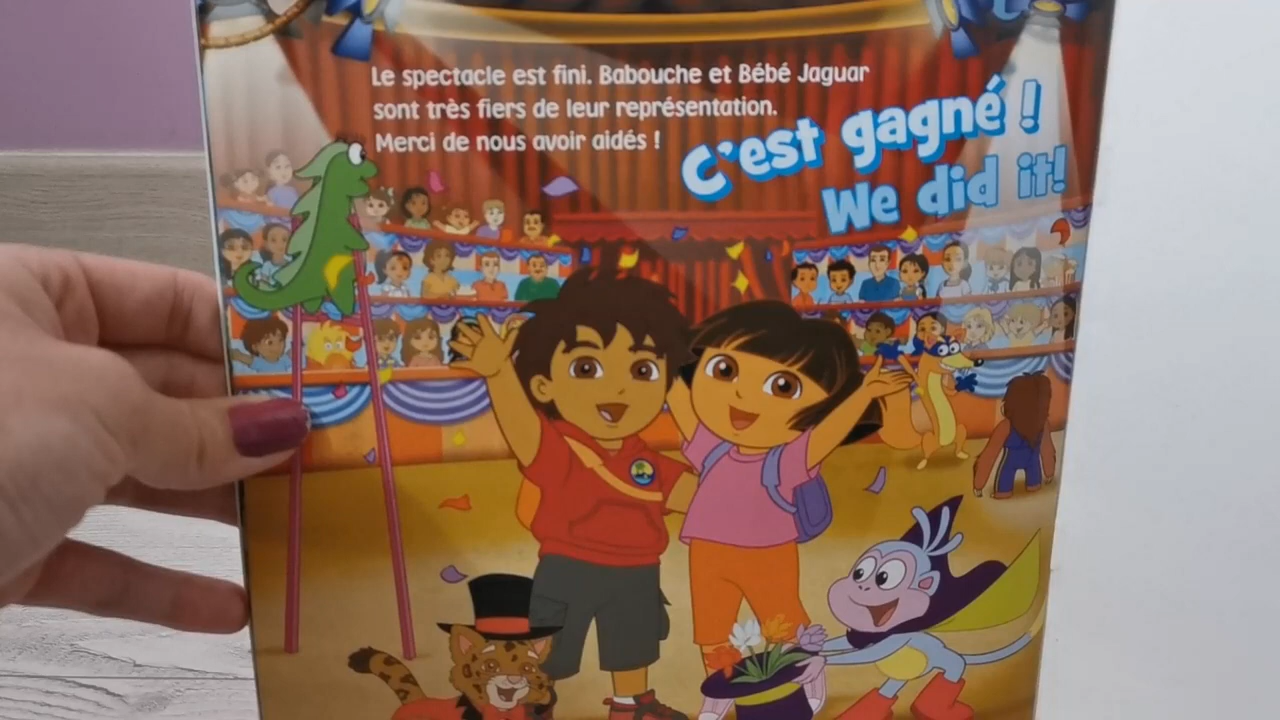 Le spectacle est fini. Babouche et Bébé Jaguar
sont très fiers de leur représentation.
Merci de nous avoir aidés !
C'est gagné !
We did it!